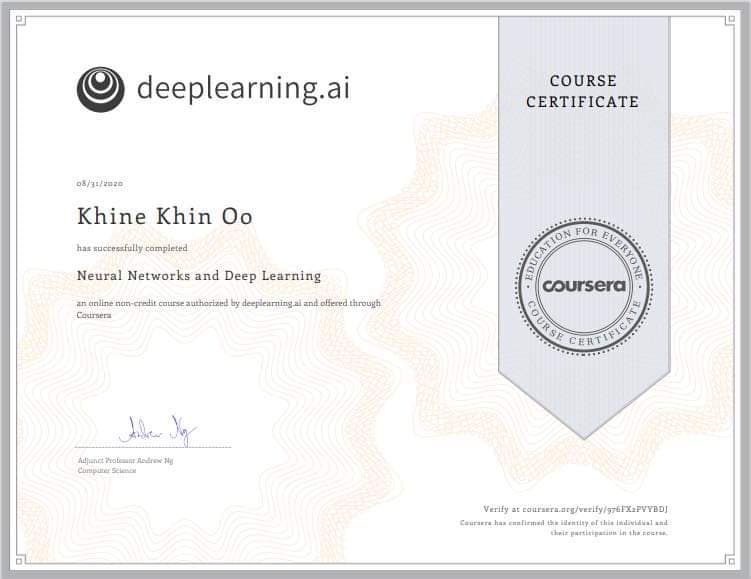 deeplearning.ai
COURSE
CERTIFICATE
08/31/2020
Khine Khin Oo
has successfully completed
Neural Networks and Deep Learning
an online non-credit course authorized by deeplearning.ai and offered through
Coursera
EDUCATION FOR EVERYONE
coursera
COURSE CERTIFICATE
Andrew Ng
Adjunct Professor Andrew Ng
Computer Science
Verify at coursera.org/verify/976FX2PVYBDJ
Coursera has confirmed the identity of this individual and
their participation in the course.